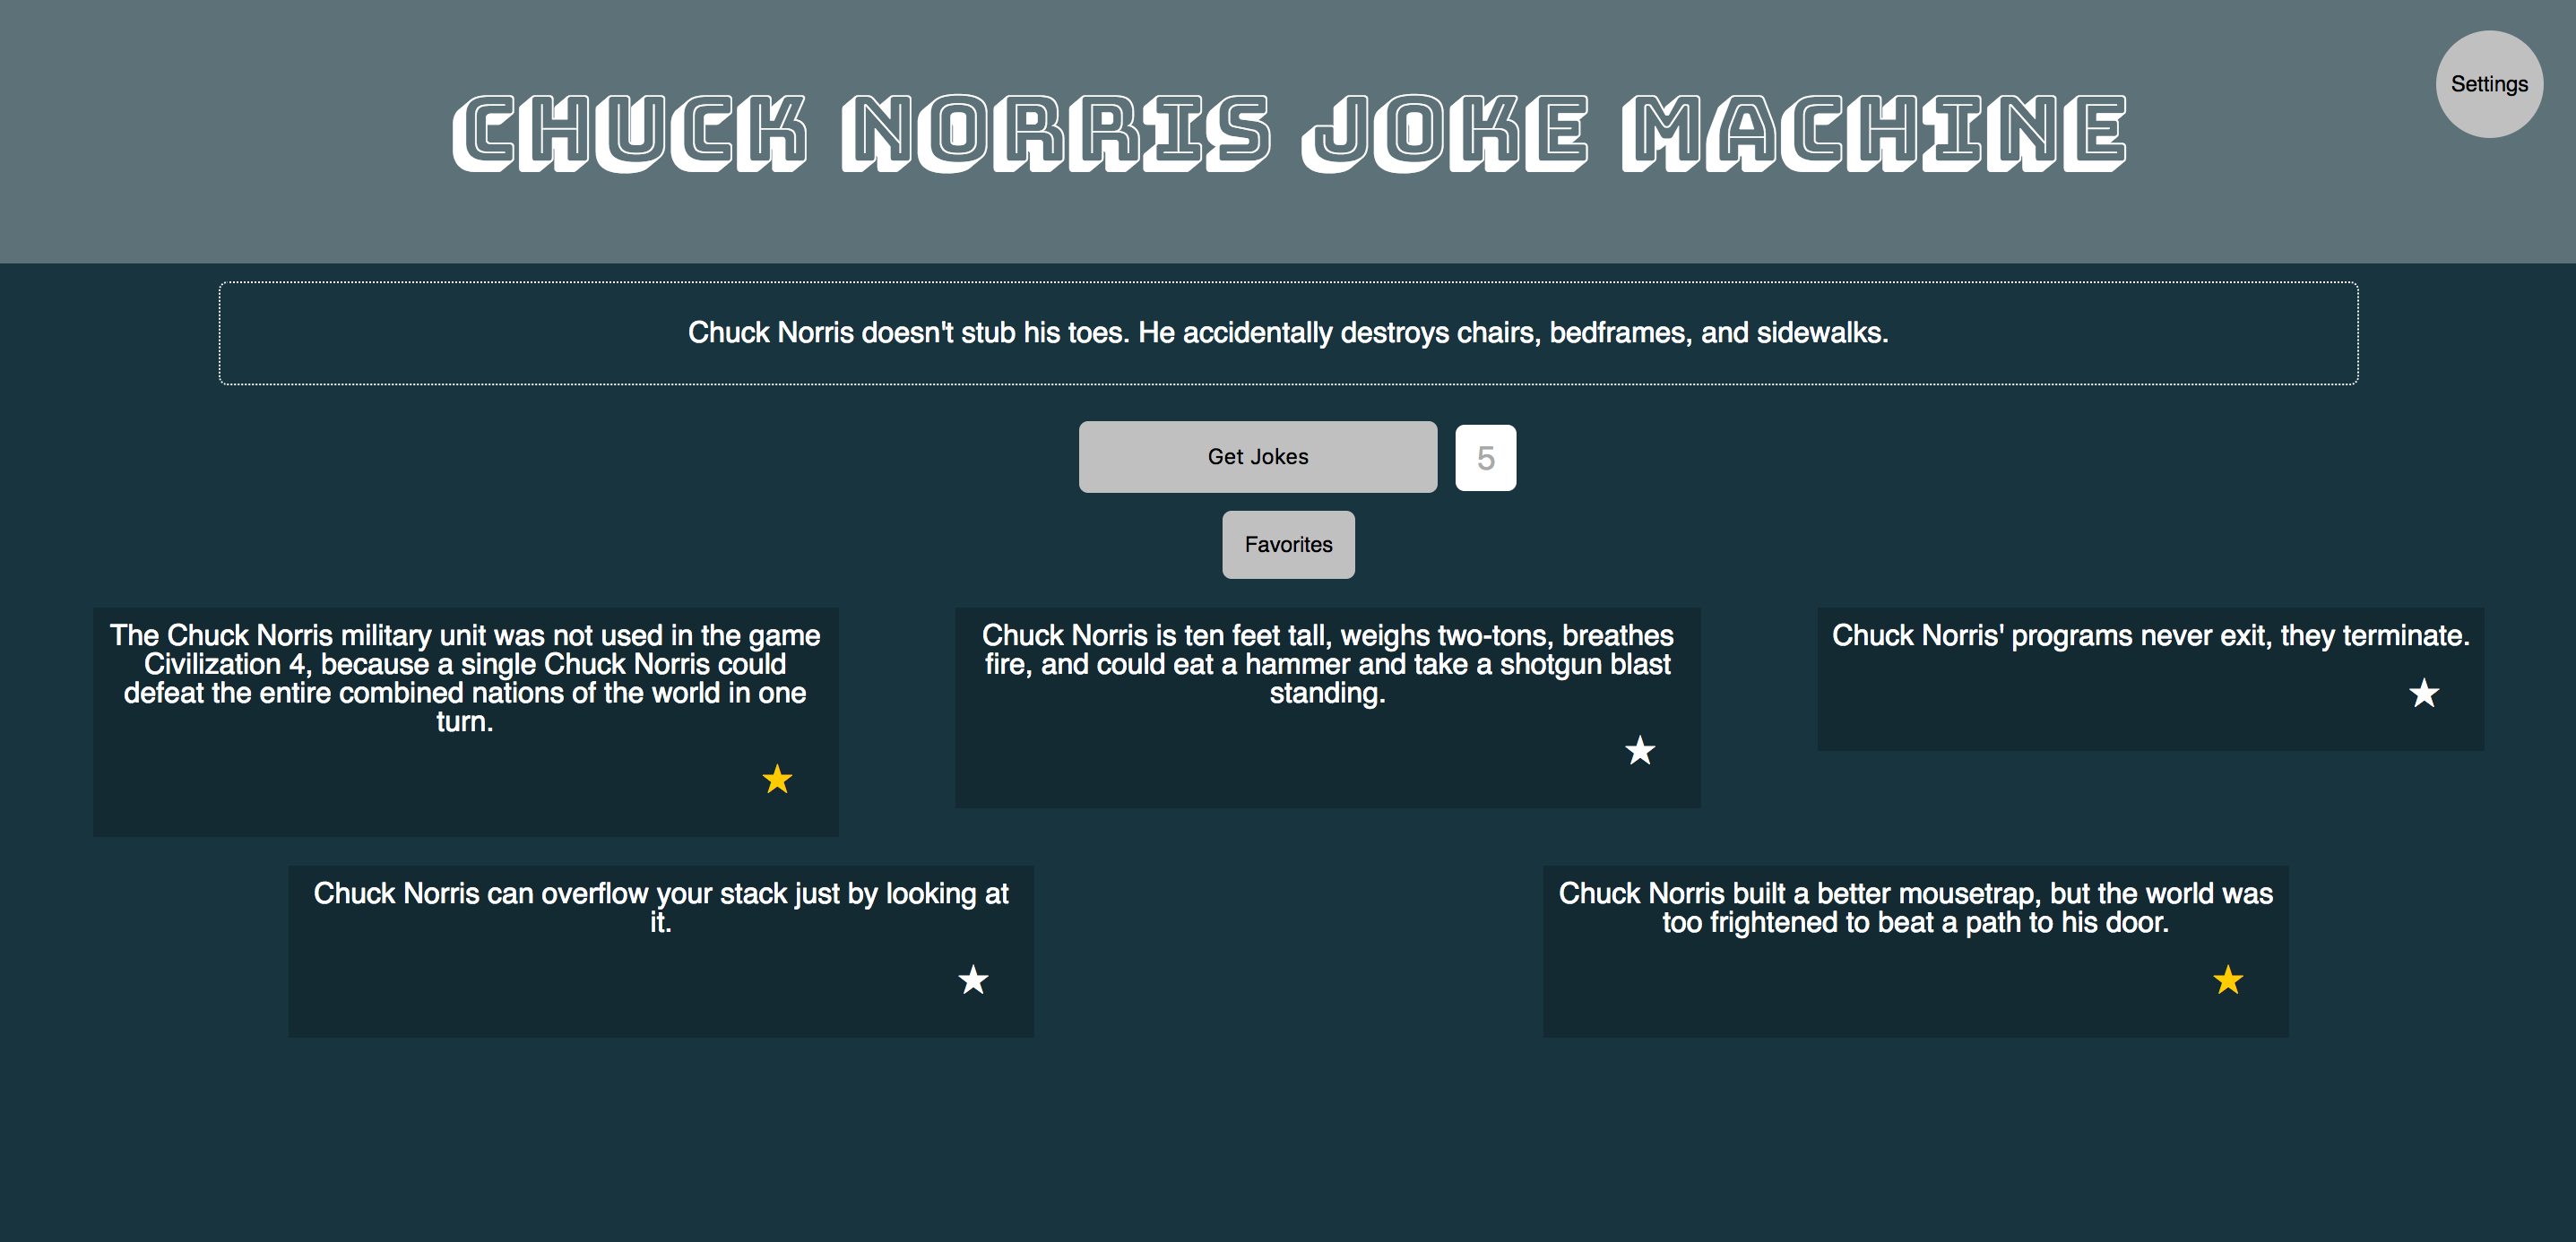 CHUCK NORRIS JOKE MACHINE
Settings
Chuck Norris doesn't stub his toes. He accidentally destroys chairs, bedframes, and sidewalks.
Get Jokes
5
Favorites
The Chuck Norris military unit was not used in the game
Civilization 4, because a single Chuck Norris could
defeat the entire combined nations of the world in one
turn.
Chuck Norris is ten feet tall, weighs two-tons, breathes
fire, and could eat a hammer and take a shotgun blast
standing.
Chuck Norris' programs never exit, they terminate.
Chuck Norris can overflow your stack just by looking at
it.
Chuck Norris built a better mousetrap, but the world was
too frightened to beat a path to his door.